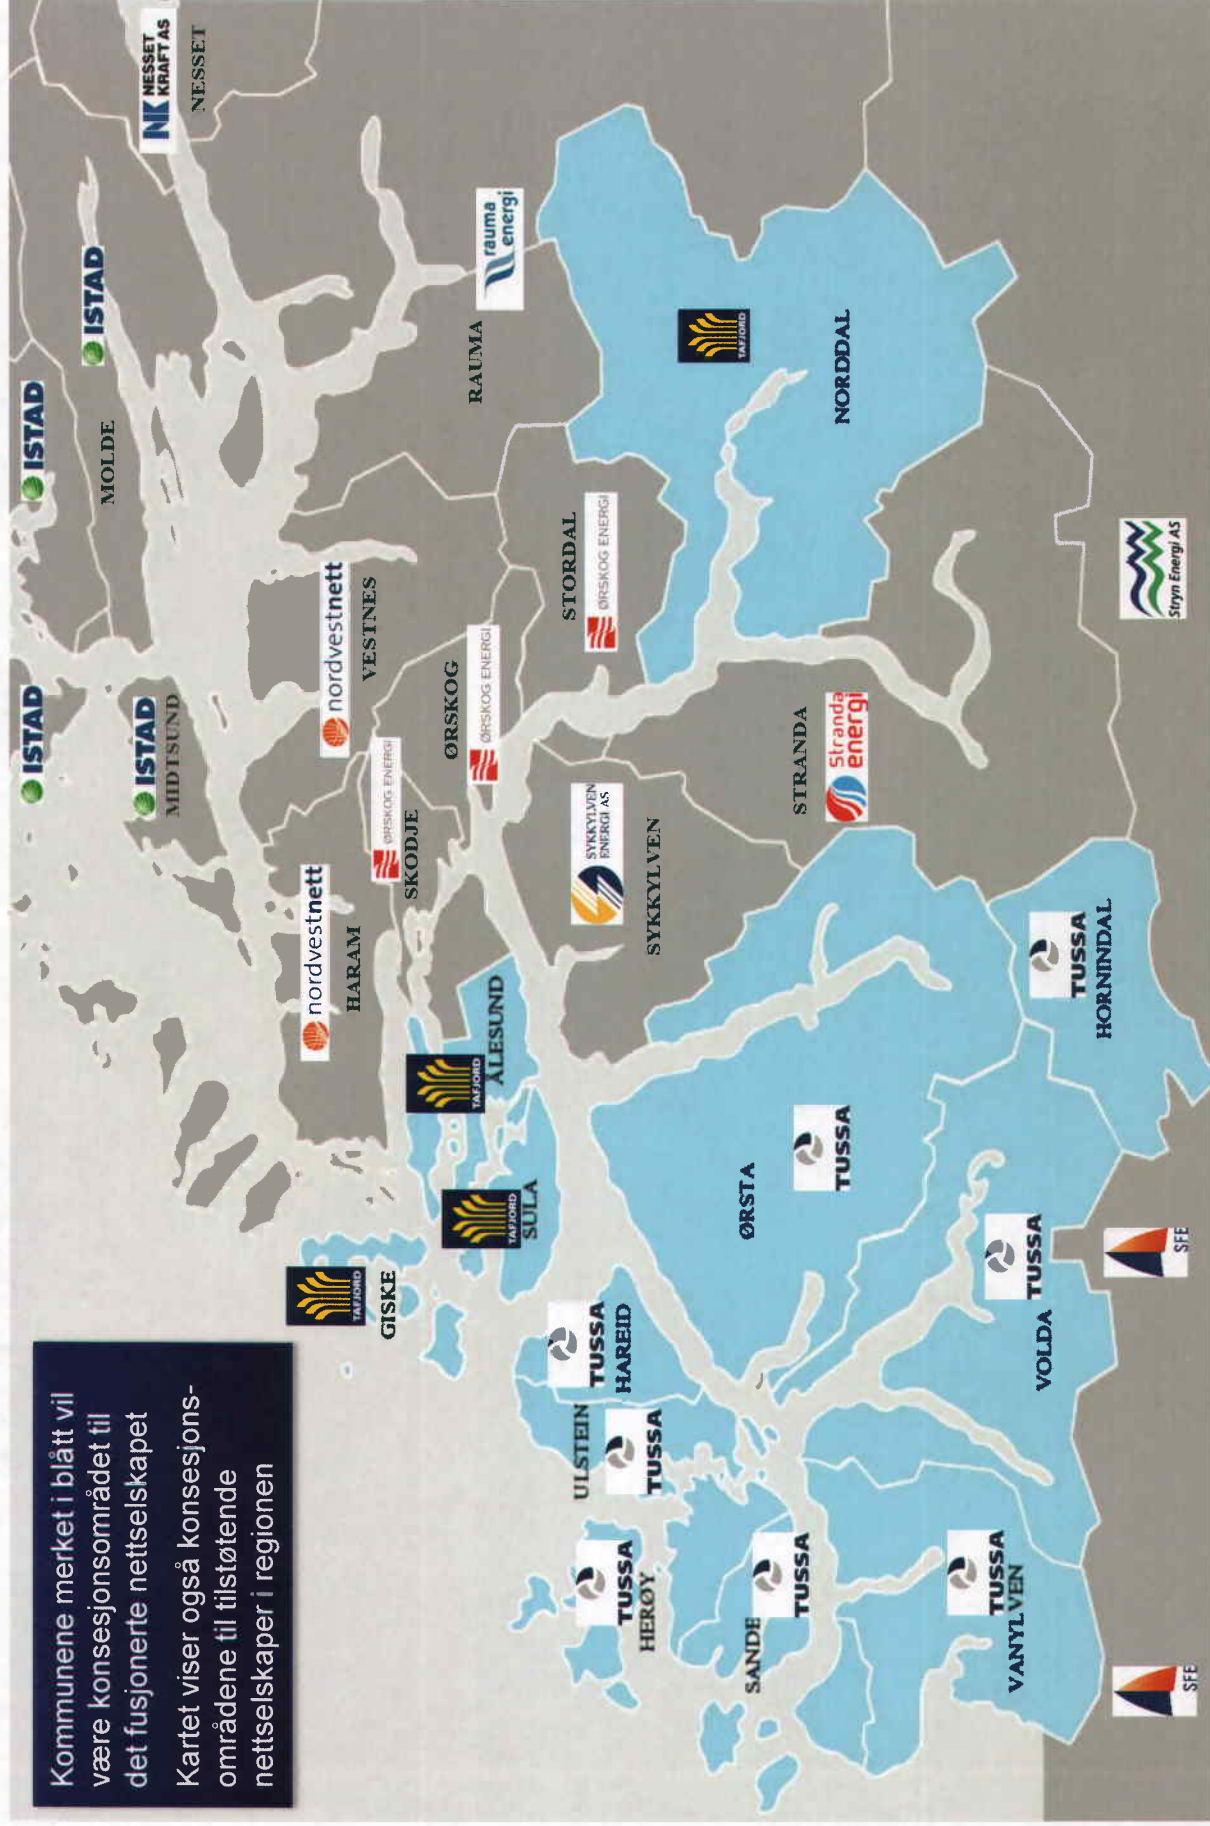 Kommunene merket i blått vil
være konsesjonsområdet til
det fusjonerte nettselskapet
Kartet viser også konsesjons-
områdene til tilstøtende
nettselskaper i regionen
ISTAD
ISTAD
ISTAD
ISTAD
MOLDE
MIDTSUND
NK NESSET
KRAFT AS
NESSET
nordvestnett
HARAM
nordvestnett
VESTNES
ØRSKOG ENERGI
SKODJE
ØRSKOG
ØRSKOG ENERGI
rauma
energi
RAUMA
STORDAL
ØRSKOG ENERGI
TAFJORD
GISKE
TAFJORD
ÅLESUND
TAFJORD
SULA
TAFJORD
NORDDAL
SYKKYLVEN
ENERGI AS
SYKKYLVEN
STRANDA
Stranda
energi
TUSSA
HAREID
ULSTEIN
TUSSA
TUSSA
HERØY
SANDE
TUSSA
ØRSTA
TUSSA
TUSSA
VANYLVEN
TUSSA
VOLDA
TUSSA
HORNINDAL
Stryn Energi AS
SFE
SFE